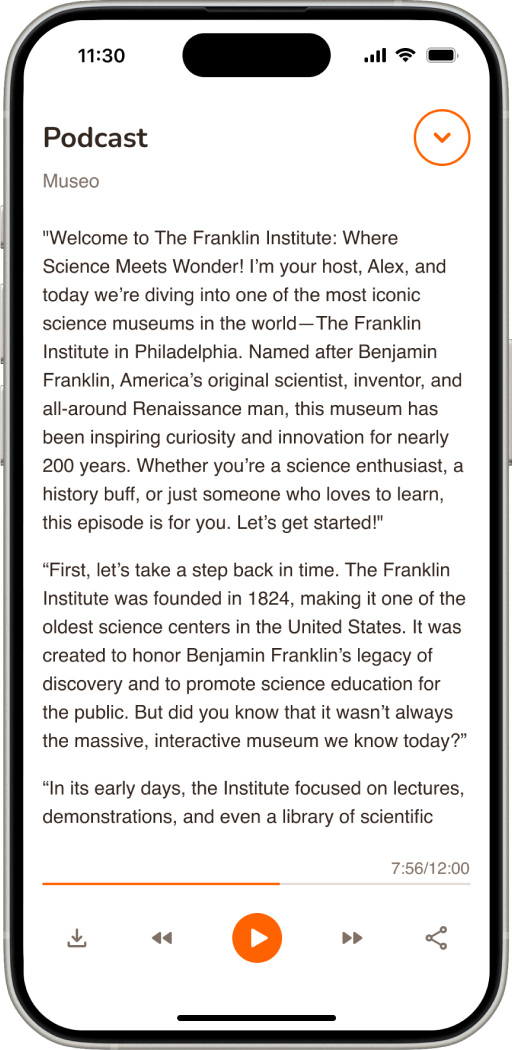 11:30
Podcast
Museo
"Welcome to The Franklin Institute: Where
Science Meets Wonder! I’m your host, Alex, and
today we’re diving into one of the most iconic
science museums in the world—The Franklin
Institute in Philadelphia. Named after Benjamin
Franklin, America’s original scientist, inventor, and
all-around Renaissance man, this museum has
been inspiring curiosity and innovation for nearly
200 years. Whether you’re a science enthusiast, a
history buff, or just someone who loves to learn,
this episode is for you. Let’s get started!"
“First, let’s take a step back in time. The Franklin
Institute was founded in 1824, making it one of the
oldest science centers in the United States. It was
created to honor Benjamin Franklin’s legacy of
discovery and to promote science education for
the public. But did you know that it wasn’t always
the massive, interactive museum we know today?”
“In its early days, the Institute focused on lectures,
demonstrations, and even a library of scientific
7:56/12:00